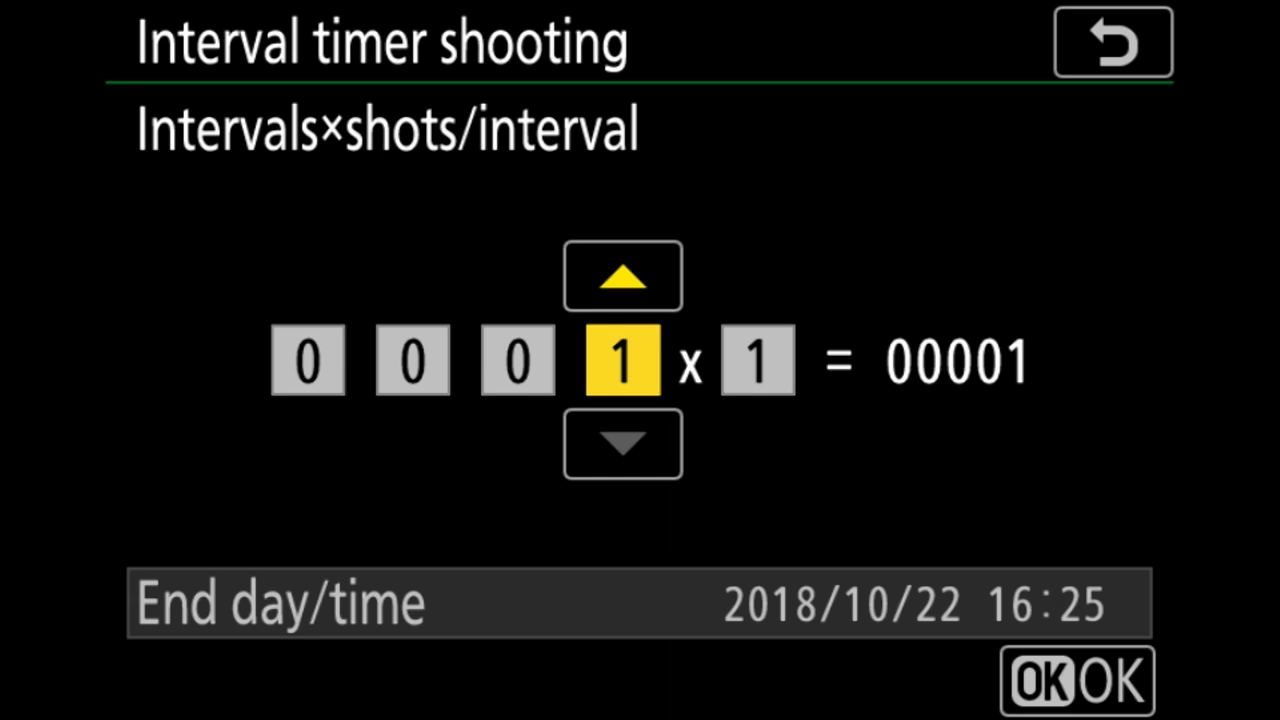 Interval timer shooting
Intervals×shots/interval
0 0 0 1 x 1 = 00001
End day/time 2018/10/22 16:25
OK OK